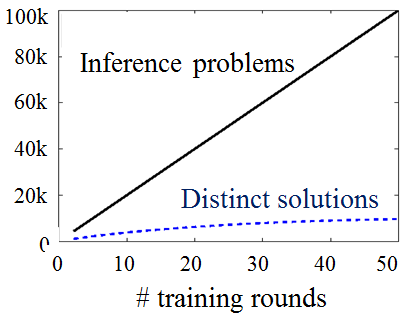 100k
80k
60k
40k
20k
0
Inference problems
Distinct solutions
0 10 20 30 40 50
# training rounds